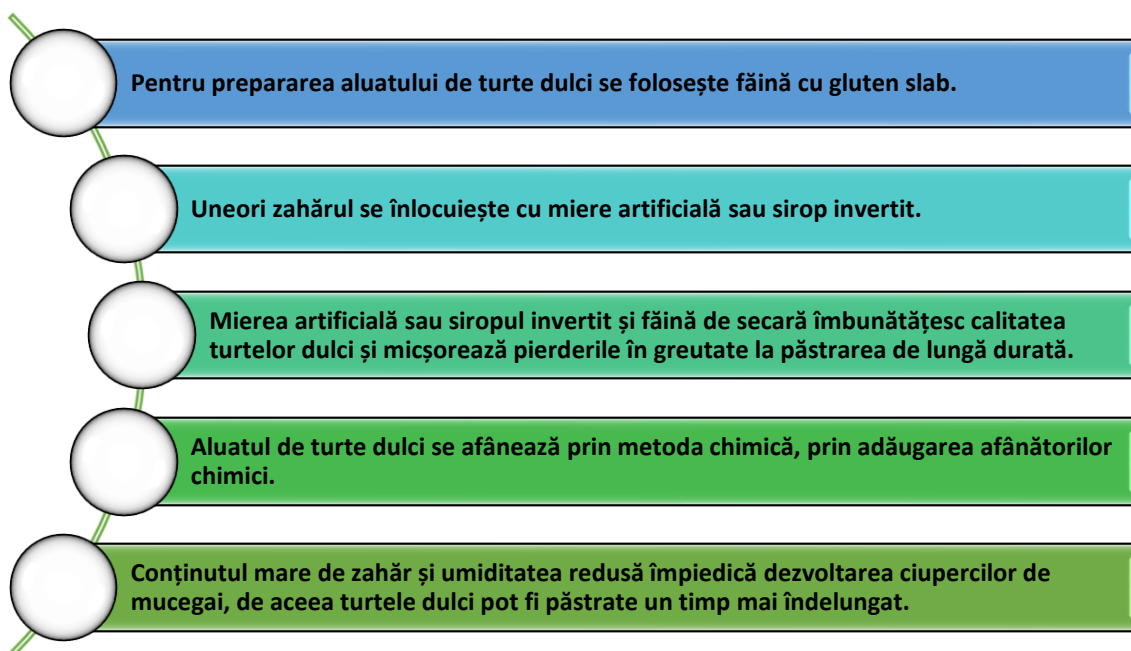 Pentru prepararea aluatului de turte dulci se folosește făină cu gluten slab.
Uneori zahărul se înlocuiește cu miere artificială sau sirop invertit.
Mierea artificială sau siropul invertit și făină de secară îmbunătățesc calitatea
turtelor dulci și micșorează pierderile în greutate la păstrarea de lungă durată.
Aluatul de turte dulci se afânează prin metoda chimică, prin adăugarea afânătorilor
chimici.
Conținutul mare de zahăr și umiditatea redusă împiedică dezvoltarea ciupercilor de
mucegai, de aceea turtele dulci pot fi păstrate un timp mai îndelungat.